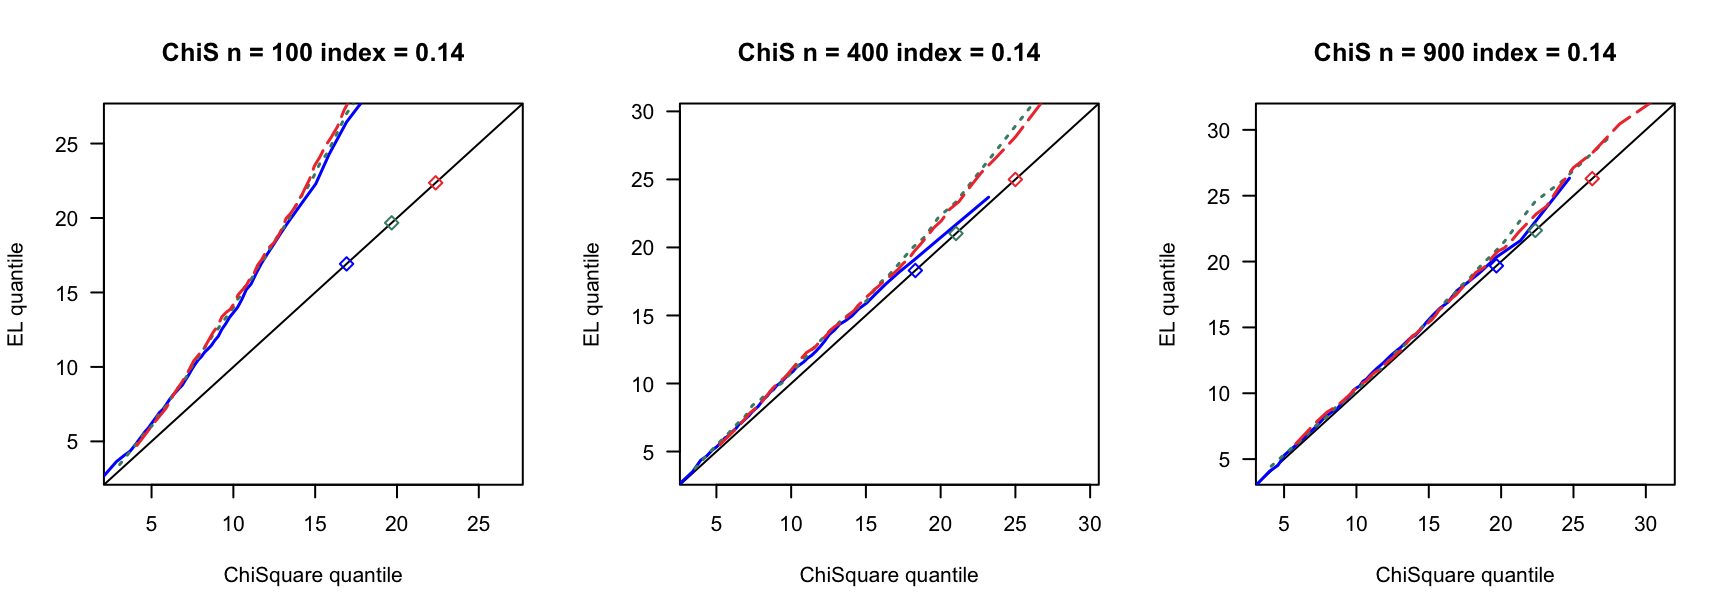 ChiS n = 100 index = 0.14
EL quantile
25
20
15
10
5
5 10 15 20 25
ChiSquare quantile
ChiS n = 400 index = 0.14
EL quantile
30
25
20
15
10
5
5 10 15 20 25 30
ChiSquare quantile
ChiS n = 900 index = 0.14
EL quantile
30
25
20
15
10
5
5 10 15 20 25 30
ChiSquare quantile